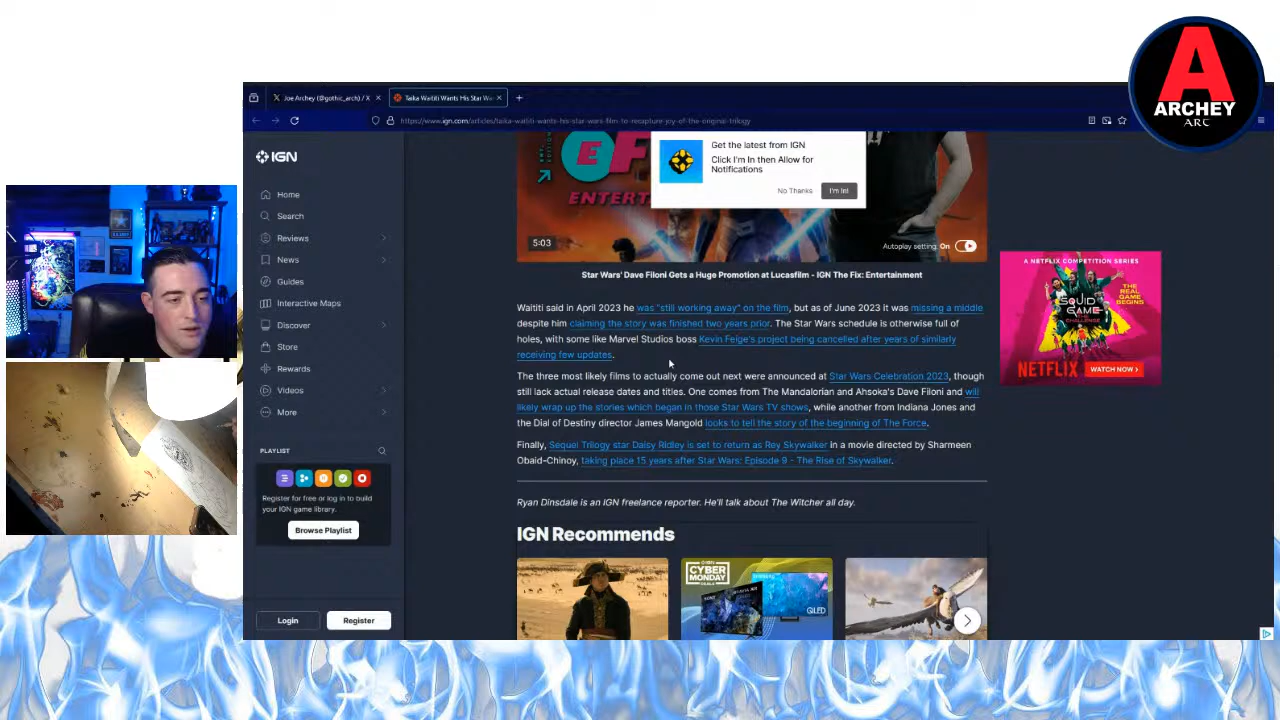 A
ARCHEY
ARC
Joe Archey (@gothic_arch) / X
Taika Waititi Wants His Star Wa
https://www.ign.com/articles/taika-waititi-wants-his-star-wars-film-to-recapture-joy-of-the-original-trilogy
IGN
Home
Search
Reviews
News
Guides
Interactive Maps
Discover
Store
Rewards
Videos
More
PLAYLIST
Register for free or log in to build
your IGN game library.
Browse Playlist
Login
Register
ENTERT
Get the latest from IGN
Click I'm In then Allow for
Notifications
No Thanks
I'm In!
5:03
Autoplay setting: On
Star Wars' Dave Filoni Gets a Huge Promotion at Lucasfilm - IGN The Fix: Entertainment
Waititi said in April 2023 he was "still working away" on the film, but as of June 2023 it was missing a middle
despite him claiming the story was finished two years prior. The Star Wars schedule is otherwise full of
holes, with some like Marvel Studios boss Kevin Feige's project being cancelled after years of similarly
receiving few updates.
The three most likely films to actually come out next were announced at Star Wars Celebration 2023, though
still lack actual release dates and titles. One comes from The Mandalorian and Ahsoka's Dave Filoni and will
likely wrap up the stories which began in those Star Wars TV shows, while another from Indiana Jones and
the Dial of Destiny director James Mangold looks to tell the story of the beginning of The Force.
Finally, Sequel Trilogy star Daisy Ridley is set to return as Rey Skywalker in a movie directed by Sharmeen
Obaid-Chinoy, taking place 15 years after Star Wars: Episode 9 - The Rise of Skywalker.
Ryan Dinsdale is an IGN freelance reporter. He'll talk about The Witcher all day.
IGN Recommends
CYBER
MONDAY
QLED
A NETFLIX COMPETITION SERIES
THE
REAL
GAME
BEGINS
SQUID
GAME
THE CHALLENGE
NETFLIX
WATCH NOW